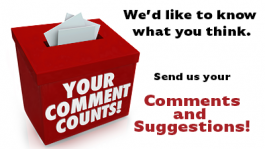 We'd like to know
what you think.
YOUR
COMMENT
COUNTS!
Send us your
Comments
and
Suggestions!